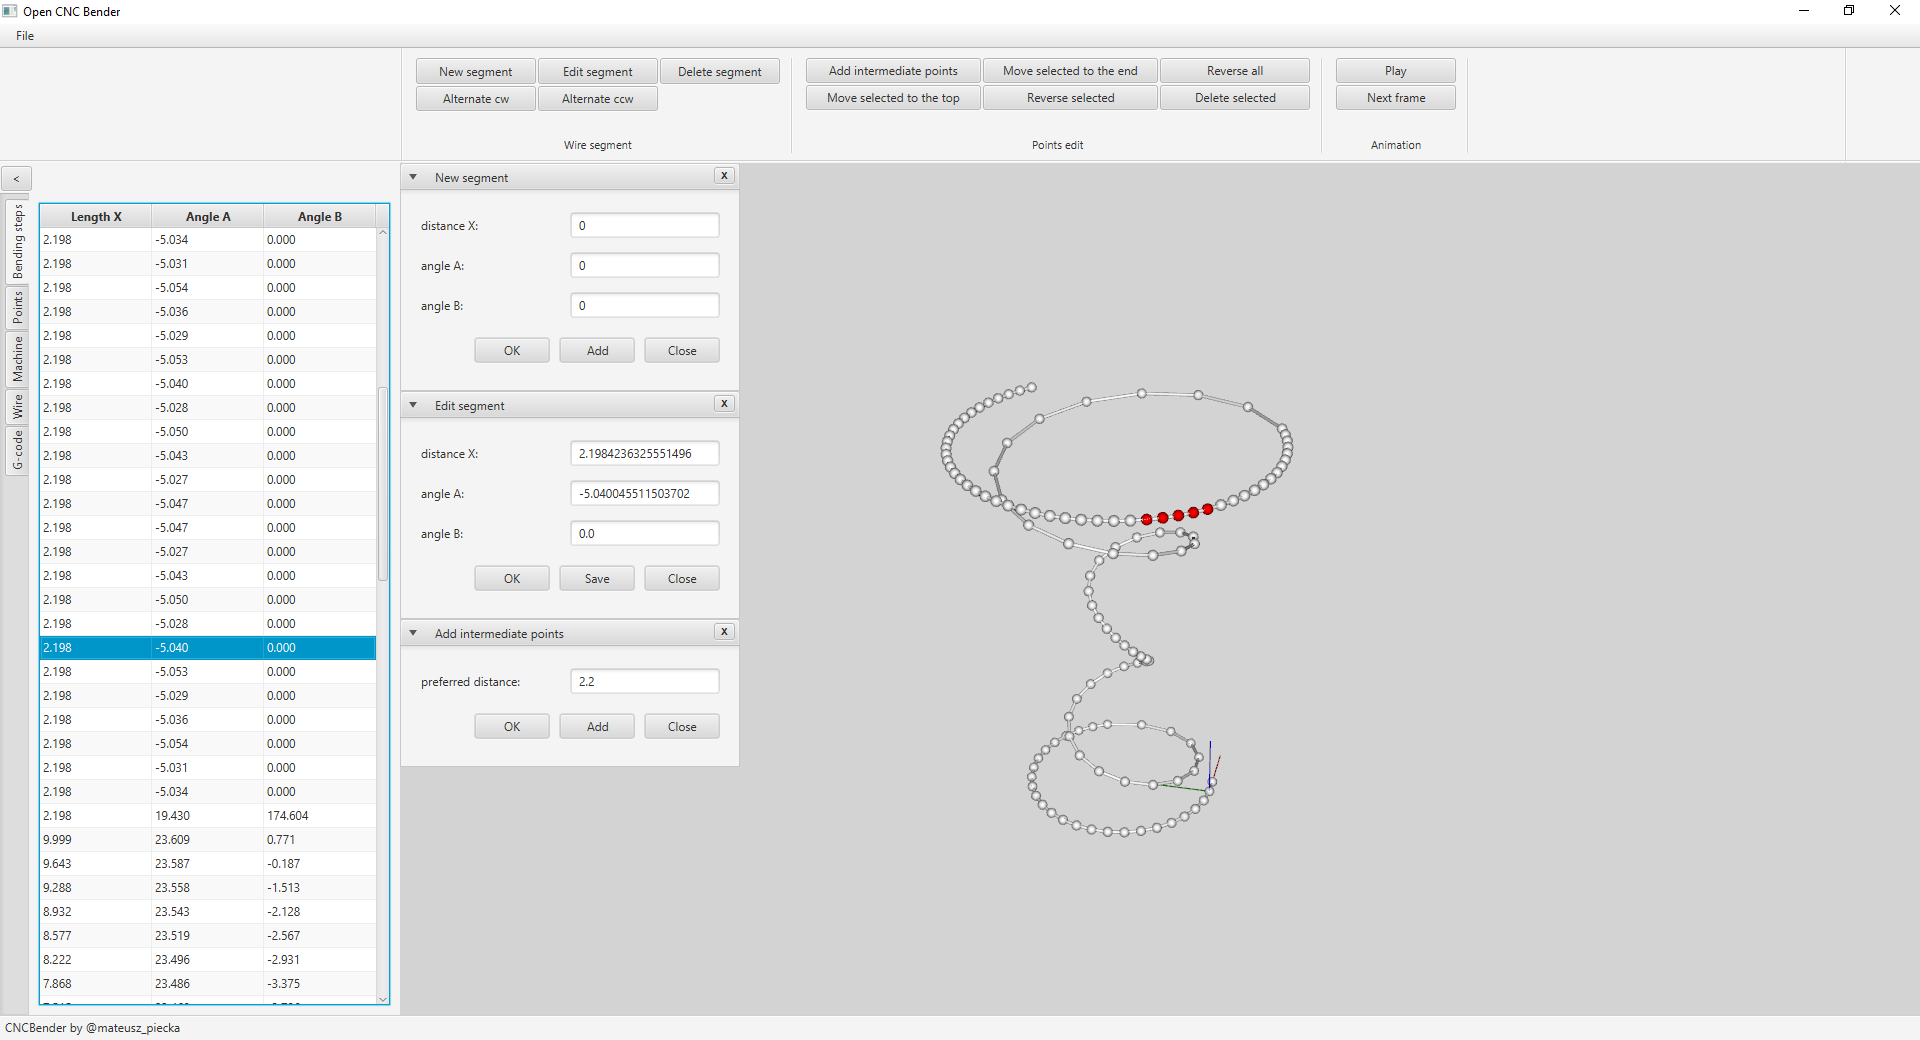 Open CNC Bender
File
New segment Edit segment Delete segment
Alternate cw Alternate ccw
Wire segment
Add intermediate points Move selected to the end Reverse all
Move selected to the top Reverse selected Delete selected
Points edit
Play
Next frame
Animation
<
Bending steps
Points
Machine
Wire
G-code
Length X Angle A Angle B
2.198 -5.034 0.000
2.198 -5.031 0.000
2.198 -5.054 0.000
2.198 -5.036 0.000
2.198 -5.029 0.000
2.198 -5.053 0.000
2.198 -5.040 0.000
2.198 -5.028 0.000
2.198 -5.050 0.000
2.198 -5.043 0.000
2.198 -5.027 0.000
2.198 -5.047 0.000
2.198 -5.047 0.000
2.198 -5.027 0.000
2.198 -5.043 0.000
2.198 -5.050 0.000
2.198 -5.028 0.000
2.198 -5.040 0.000
2.198 -5.053 0.000
2.198 -5.029 0.000
2.198 -5.036 0.000
2.198 -5.054 0.000
2.198 -5.031 0.000
2.198 -5.034 0.000
2.198 19.430 174.604
9.999 23.609 0.771
9.643 23.587 -0.187
9.288 23.558 -1.513
8.932 23.543 -2.128
8.577 23.519 -2.567
8.222 23.496 -2.931
7.868 23.486 -3.375
New segment X
distance X: 0
angle A: 0
angle B: 0
OK Add Close
Edit segment X
distance X: 2.1984236325551496
angle A: -5.040045511503702
angle B: 0.0
OK Save Close
Add intermediate points X
preferred distance: 2.2
OK Add Close
CNCBender by @mateusz_piecka